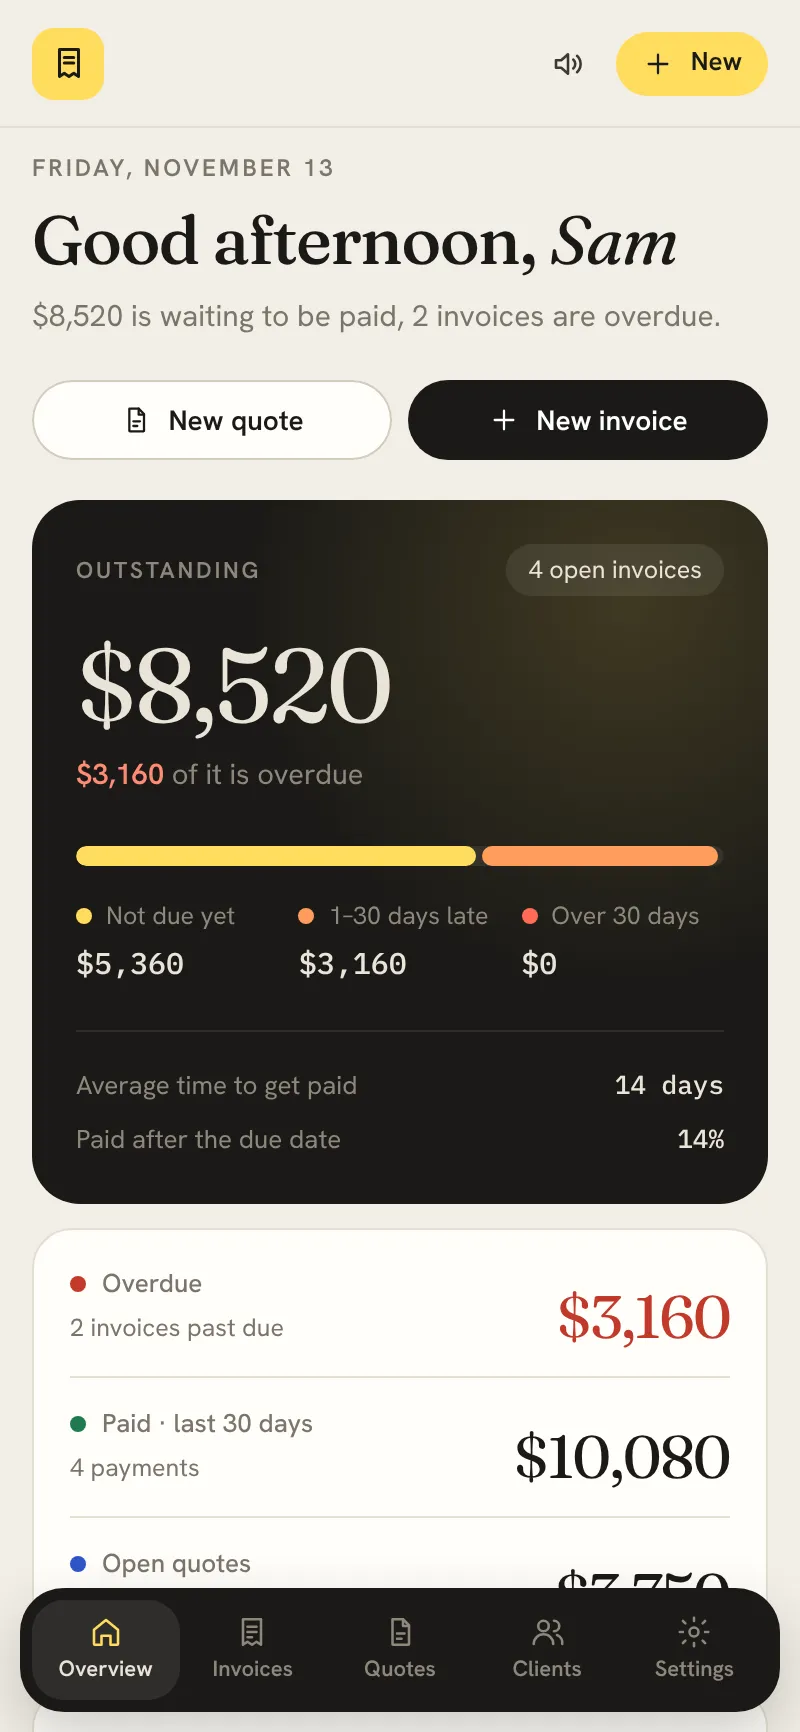 New
FRIDAY, NOVEMBER 13
Good afternoon, Sam
$8,520 is waiting to be paid, 2 invoices are overdue.
New quote
New invoice
OUTSTANDING
4 open invoices
$8,520
$3,160 of it is overdue
Not due yet
1–30 days late
Over 30 days
$5,360
$3,160
$0
Average time to get paid
14 days
Paid after the due date
14%
Overdue
2 invoices past due
$3,160
Paid · last 30 days
4 payments
$10,080
Open quotes
Overview
Invoices
Quotes
Clients
Settings